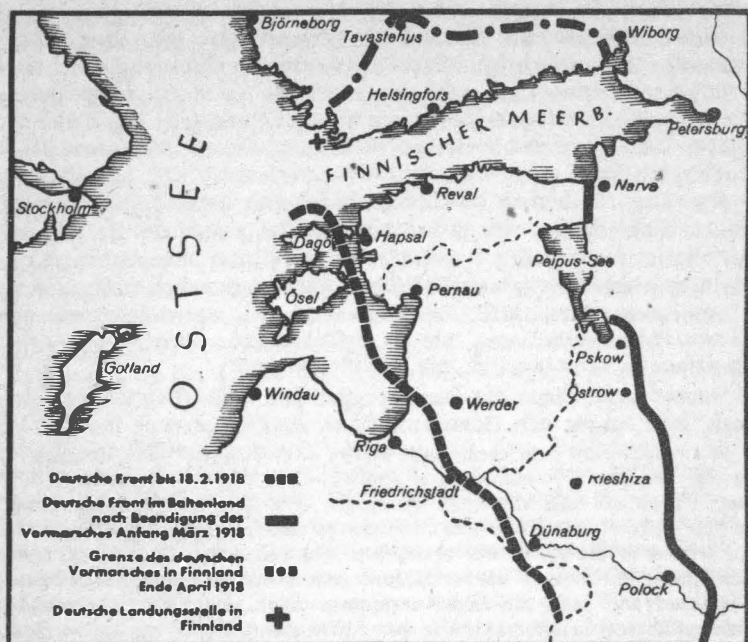 Björneborg
Tavastehus
Wiborg
Helsingfors
Petersburg
FINNISCHER MEERB.
Stockholm
OSTSEE
Reval
Narva
Dagö
Hapsal
Peipus-See
Ösel
Pernau
Gotland
Pskow
Ostrow
Windau
Werder
Riga
Rieshiza
Friedrichstadt
Dünaburg
Polock
Deutsche Front bis 18.2.1918
Deutsche Front im Baltenland
nach Beendigung des
Vormarsches Anfang März 1918
Grenze des deutschen
Vormarsches in Finnland
Ende April 1918
Deutsche Landungsstelle in
Finnland